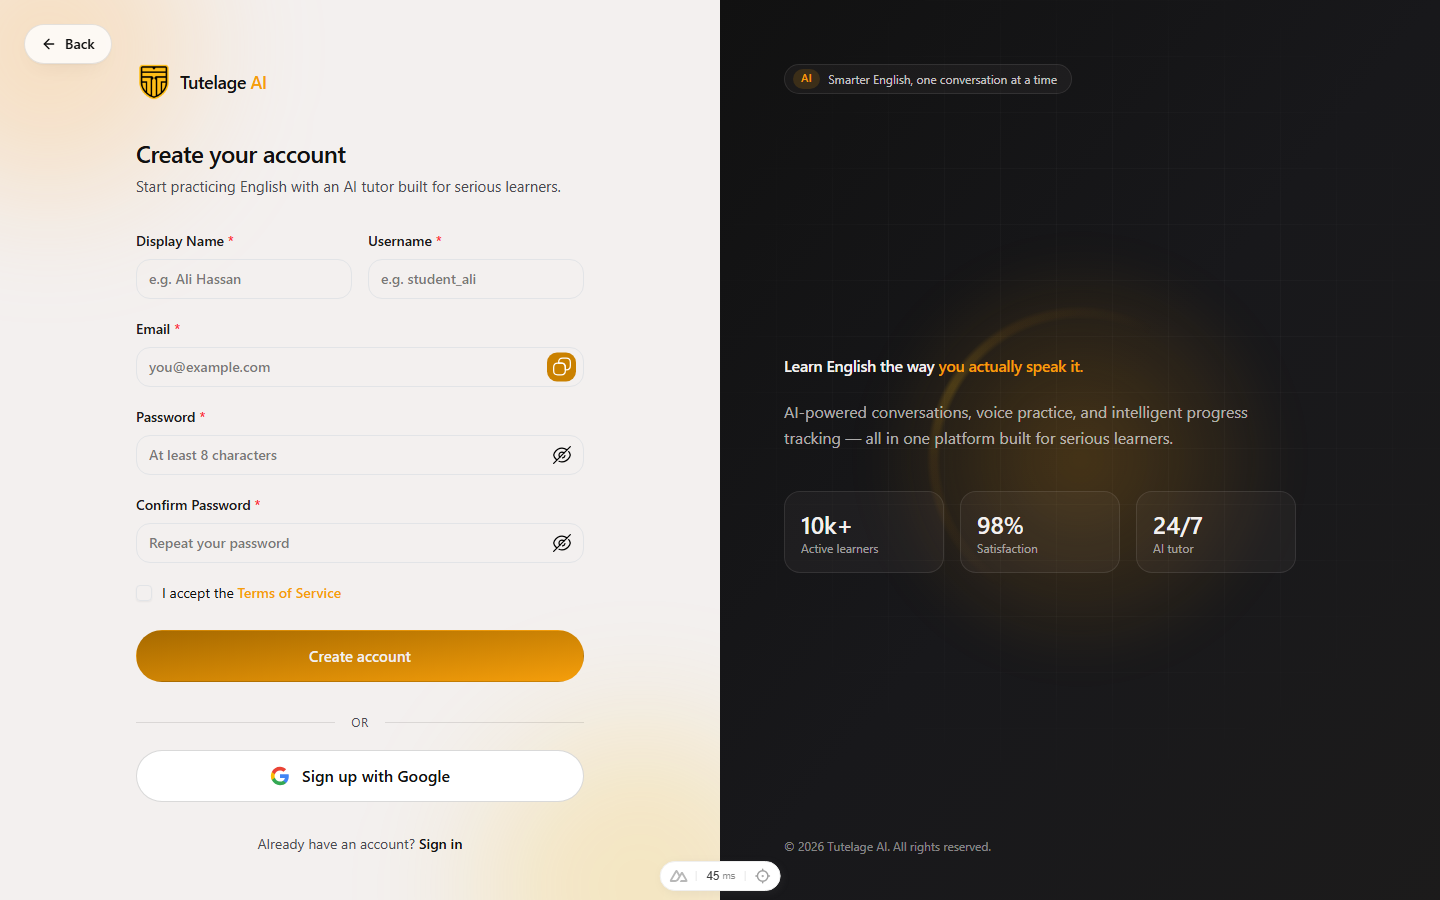 Back
Tutelage AI
Create your account
Start practicing English with an AI tutor built for serious learners.
Display Name *
Username *
e.g. Ali Hassan
e.g. student_ali
Email *
you@example.com
Password *
At least 8 characters
Confirm Password *
Repeat your password
I accept the Terms of Service
Create account
OR
Sign up with Google
Already have an account? Sign in
AI Smarter English, one conversation at a time
Learn English the way you actually speak it.
AI-powered conversations, voice practice, and intelligent progress
tracking — all in one platform built for serious learners.
10k+
Active learners
98%
Satisfaction
24/7
AI tutor
© 2026 Tutelage AI. All rights reserved.
45 ms